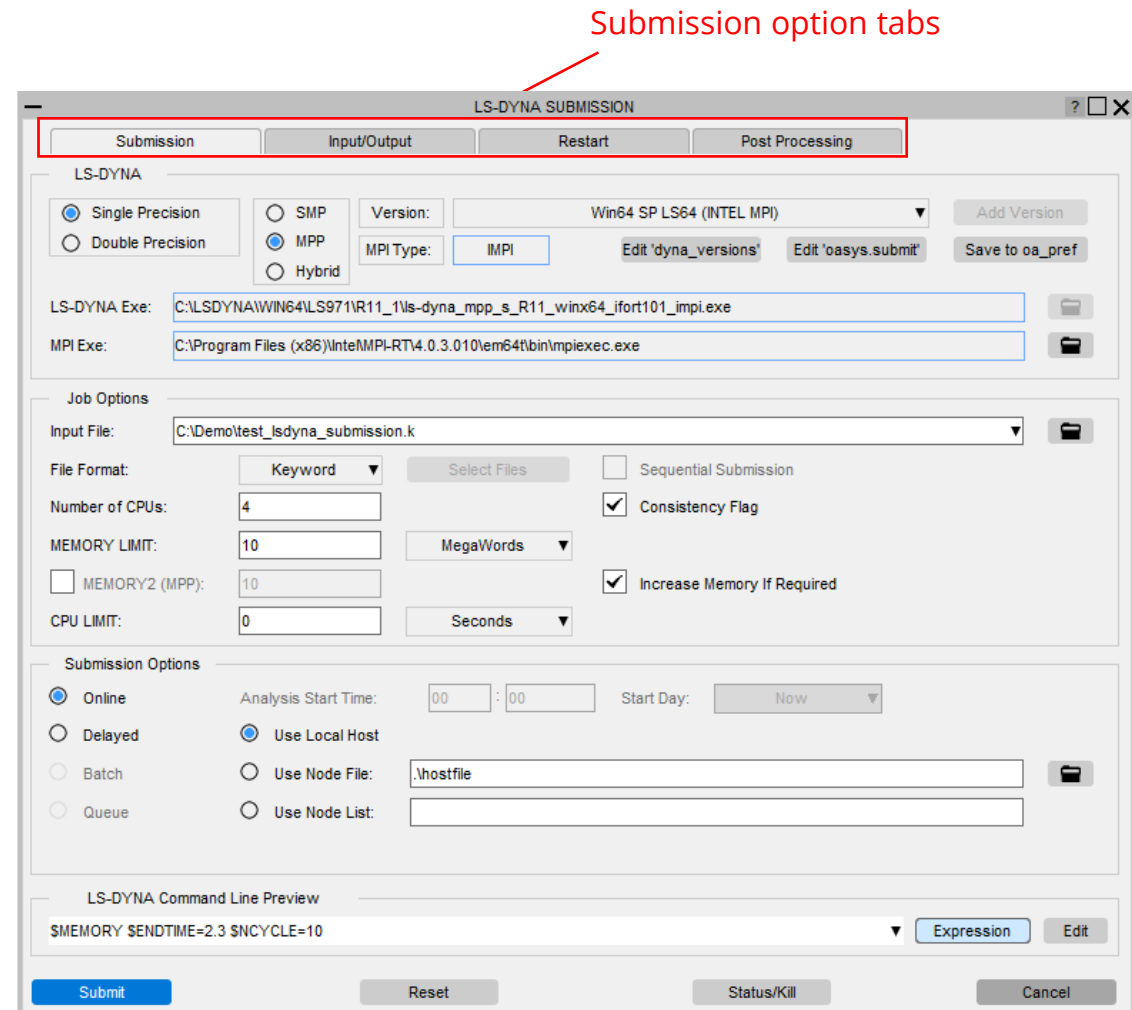 Submission option tabs
LS-DYNA SUBMISSION ?
Submission Input/Output Restart Post Processing
LS-DYNA
Single Precision SMP Version: Win64 SP LS64 (INTEL MPI) Add Version
Double Precision MPP MPI Type: IMPI Edit 'dyna_versions' Edit 'oasys.submit' Save to oa_pref
Hybrid
LS-DYNA Exe: C:\LSDYNA\WIN64\LS971\R11_1\ls-dyna_mpp_s_R11_winx64_ifort101_impi.exe
MPI Exe: C:\Program Files (x86)\Intel\MPI-RT\4.0.3.010\em64t\bin\mpiexec.exe
Job Options
Input File: C:\Demo\test_lsdyna_submission.k
File Format: Keyword Select Files Sequential Submission
Number of CPUs: 4 Consistency Flag
MEMORY LIMIT: 10 MegaWords
MEMORY2 (MPP): 10 Increase Memory If Required
CPU LIMIT: 0 Seconds
Submission Options
Online Analysis Start Time: 00 : 00 Start Day: Now
Delayed Use Local Host
Batch Use Node File: .\hostfile
Queue Use Node List:
LS-DYNA Command Line Preview
$MEMORY $ENDTIME=2.3 $NCYCLE=10 Expression Edit
Submit Reset Status/Kill Cancel